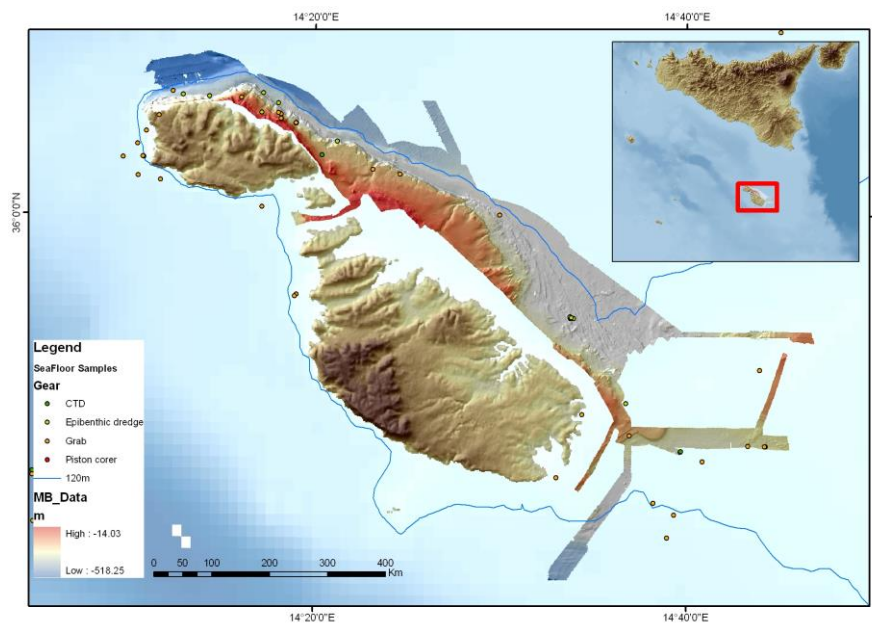 14°20'0"E 14°40'0"E
36°0'0"N
Legend
SeaFloor Samples
Gear
CTD
Epibenthic dredge
Grab
Piston corer
120m
MB_Data
m
High : -14.03
Low : -518.25
0 50 100 200 300 400
Km
14°20'0"E 14°40'0"E